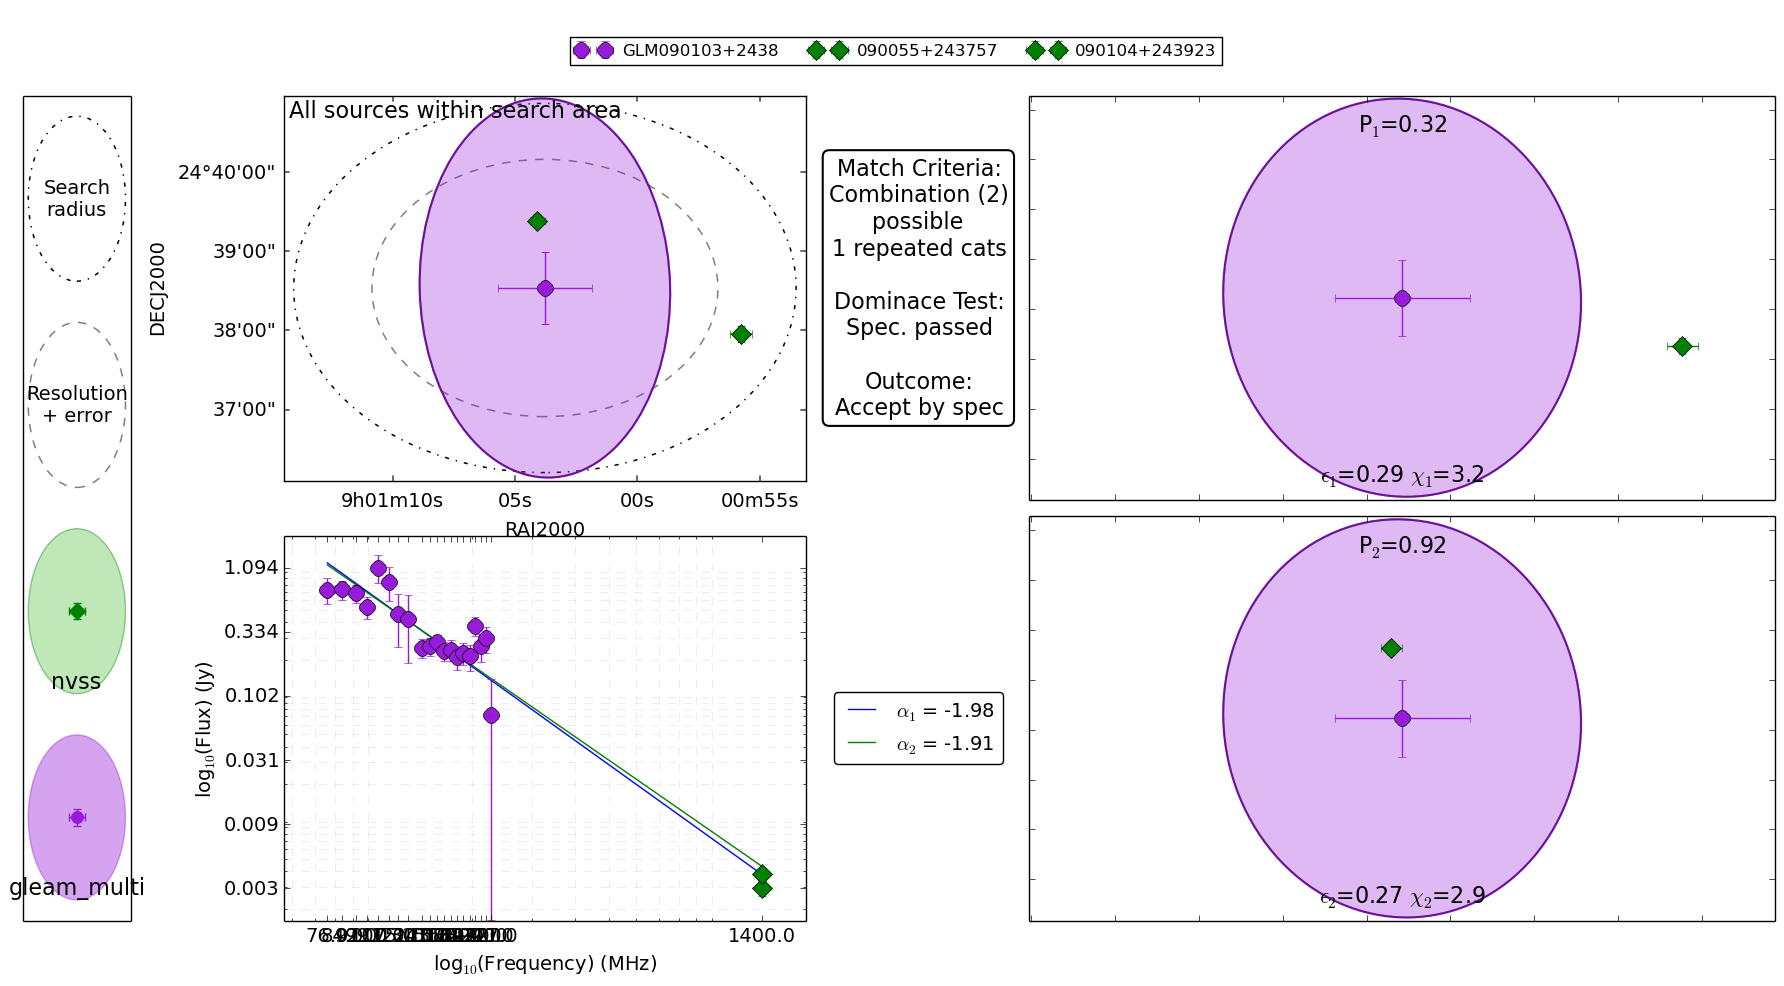 GLM090103+2438 090055+243757 090104+243923
Search
radius
Resolution
+ error
nvss
gleam_multi
All sources within search area
DECJ2000
24°40'00"
39'00"
38'00"
37'00"
9h01m10s 05s 00s 00m55s
RAJ2000
Match Criteria:
Combination (2)
possible
1 repeated cats
Dominace Test:
Spec. passed
Outcome:
Accept by spec
P1=0.32
ϵ1=0.29 χ1=3.2
log10(Flux) (Jy)
1.094
0.334
0.102
0.031
0.009
0.003
1400.0
log10(Frequency) (MHz)
α1 = -1.98
α2 = -1.91
P2=0.92
ϵ2=0.27 χ2=2.9